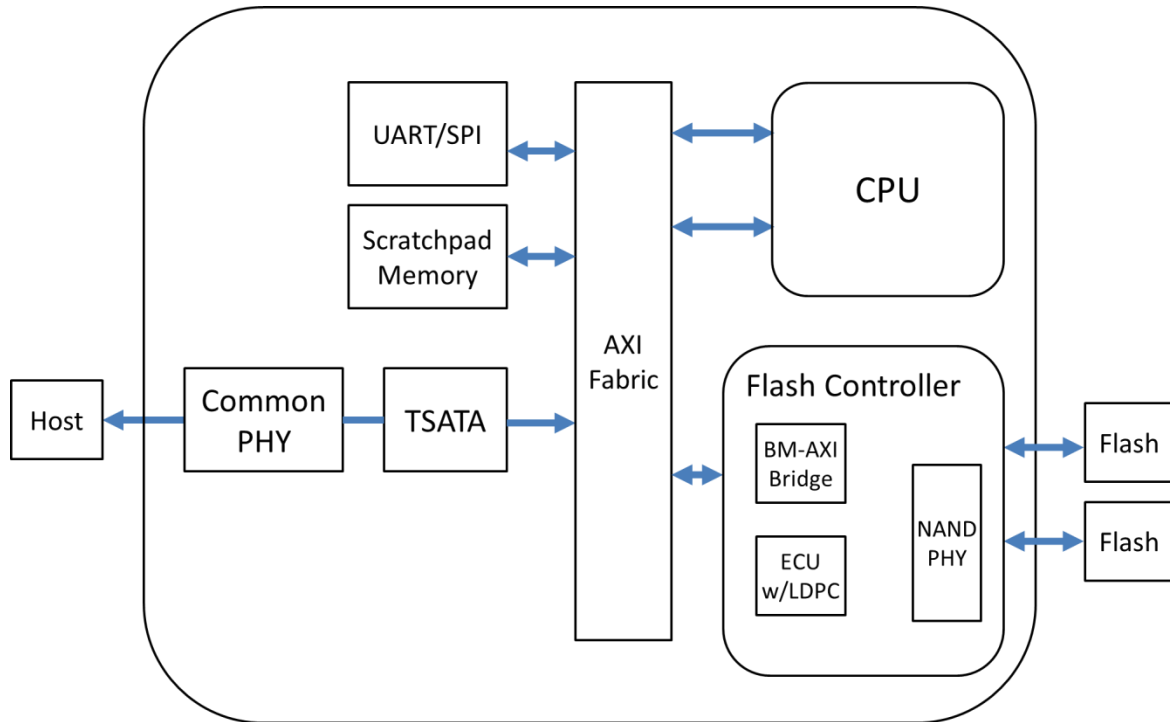 UART/SPI
Scratchpad
Memory
Host
Common
PHY
TSATA
AXI
Fabric
CPU
Flash Controller
BM-AXI
Bridge
ECU
w/LDPC
NAND
PHY
Flash
Flash